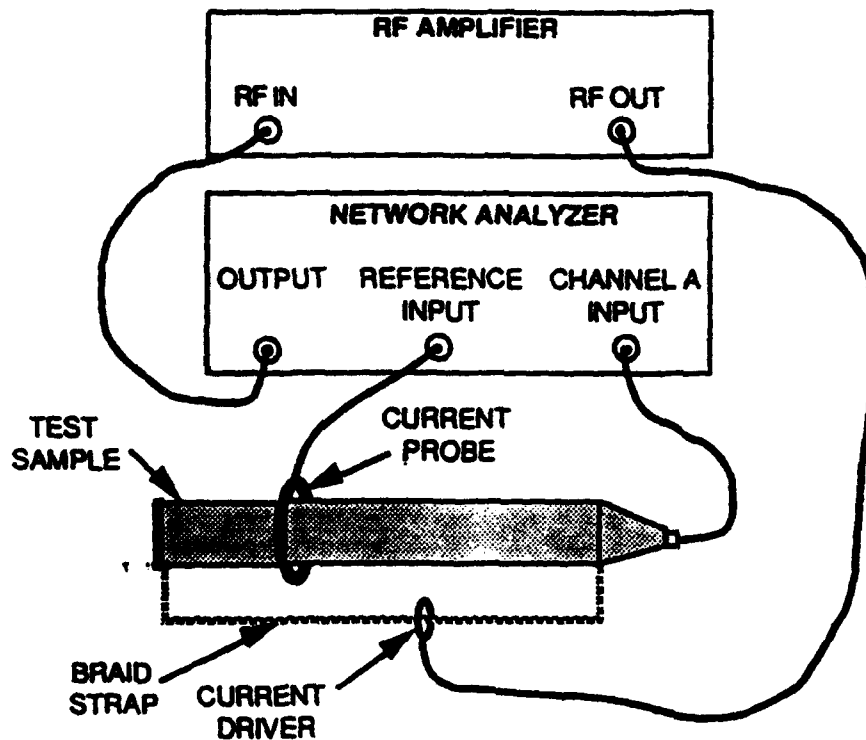 RF AMPLIFIER
RF IN
RF OUT
NETWORK ANALYZER
OUTPUT
REFERENCE
INPUT
CHANNEL A
INPUT
TEST
SAMPLE
CURRENT
PROBE
BRAID
STRAP
CURRENT
DRIVER